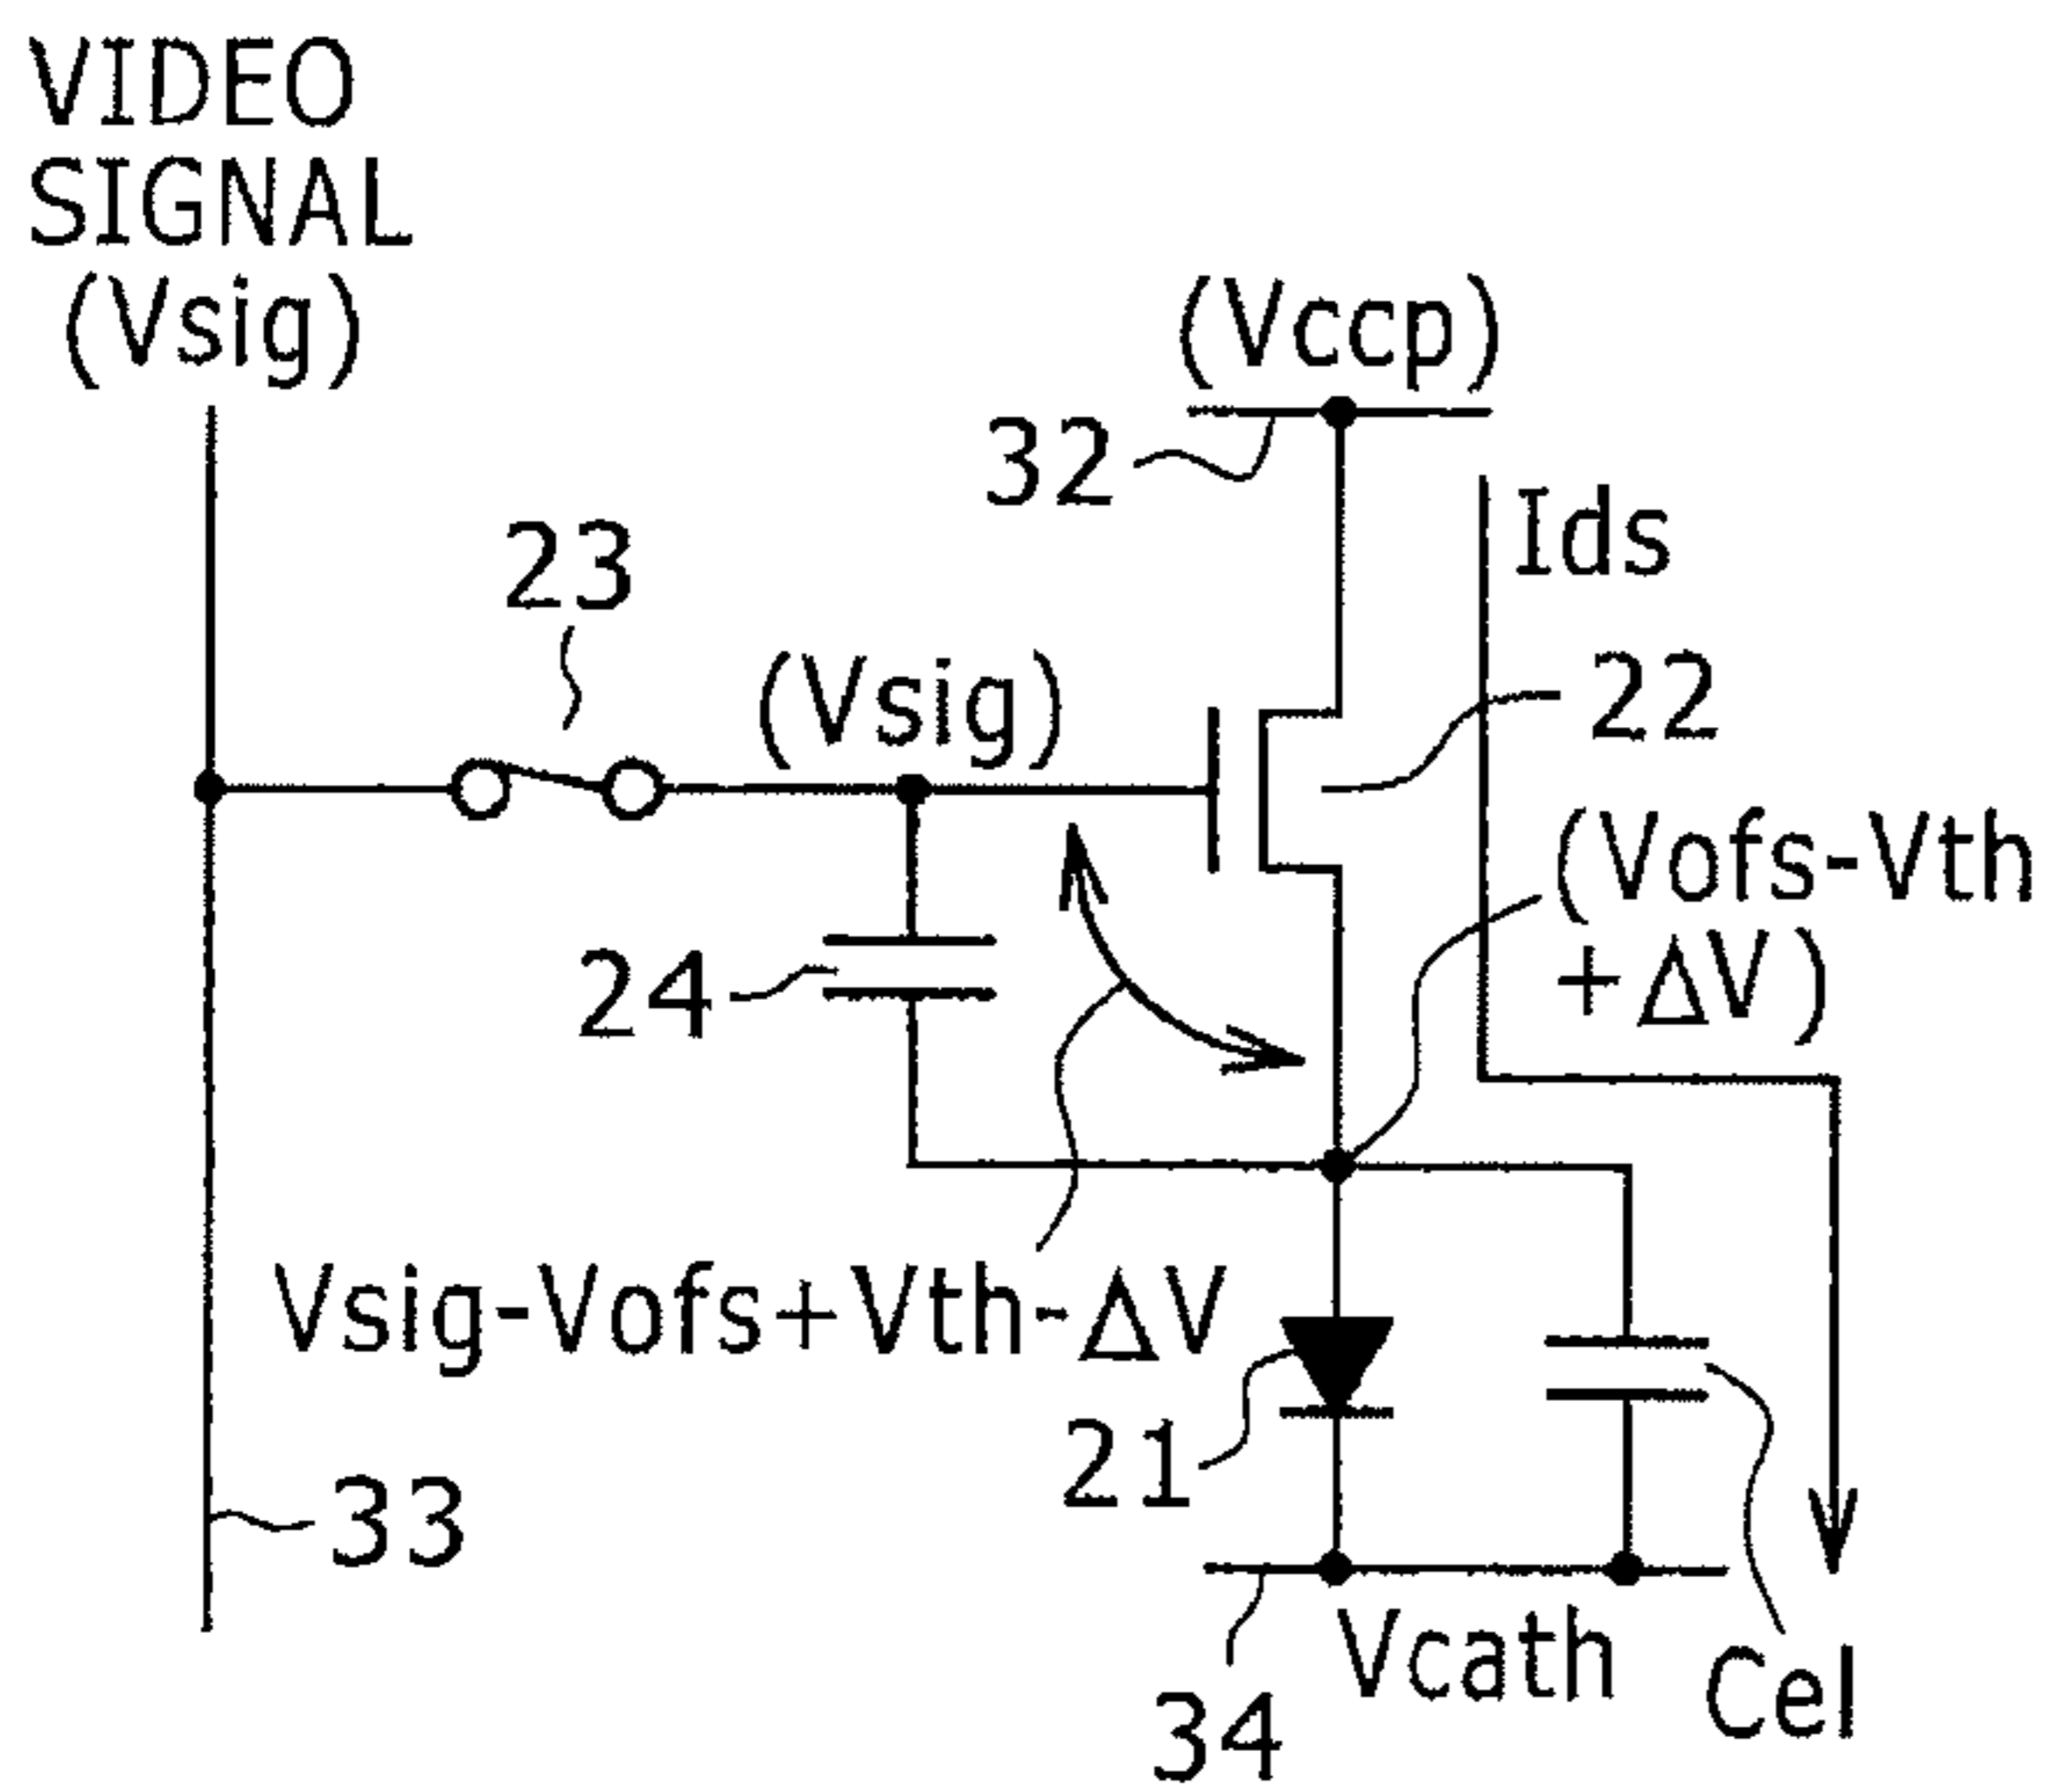 VIDEO
SIGNAL
(Vsig)
(Vccp)
32
Ids
23
(Vsig)
22
(Vofs-Vth
+ΔV)
24
Vsig-Vofs+Vth-ΔV
21
33
Vcath
Cel
34